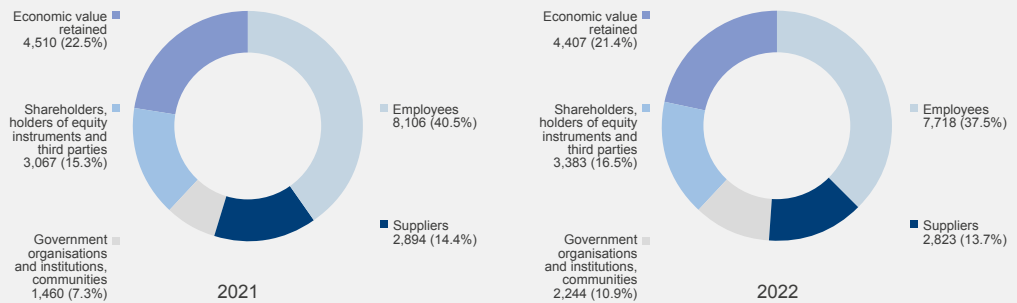 Economic value
retained
4,510 (22.5%)
Shareholders,
holders of equity
instruments and
third parties
3,067 (15.3%)
Government
organisations
and institutions,
communities
1,460 (7.3%)
Employees
8,106 (40.5%)
Suppliers
2,894 (14.4%)
2021
Economic value
retained
4,407 (21.4%)
Shareholders,
holders of equity
instruments and
third parties
3,383 (16.5%)
Government
organisations
and institutions,
communities
2,244 (10.9%)
Employees
7,718 (37.5%)
Suppliers
2,823 (13.7%)
2022